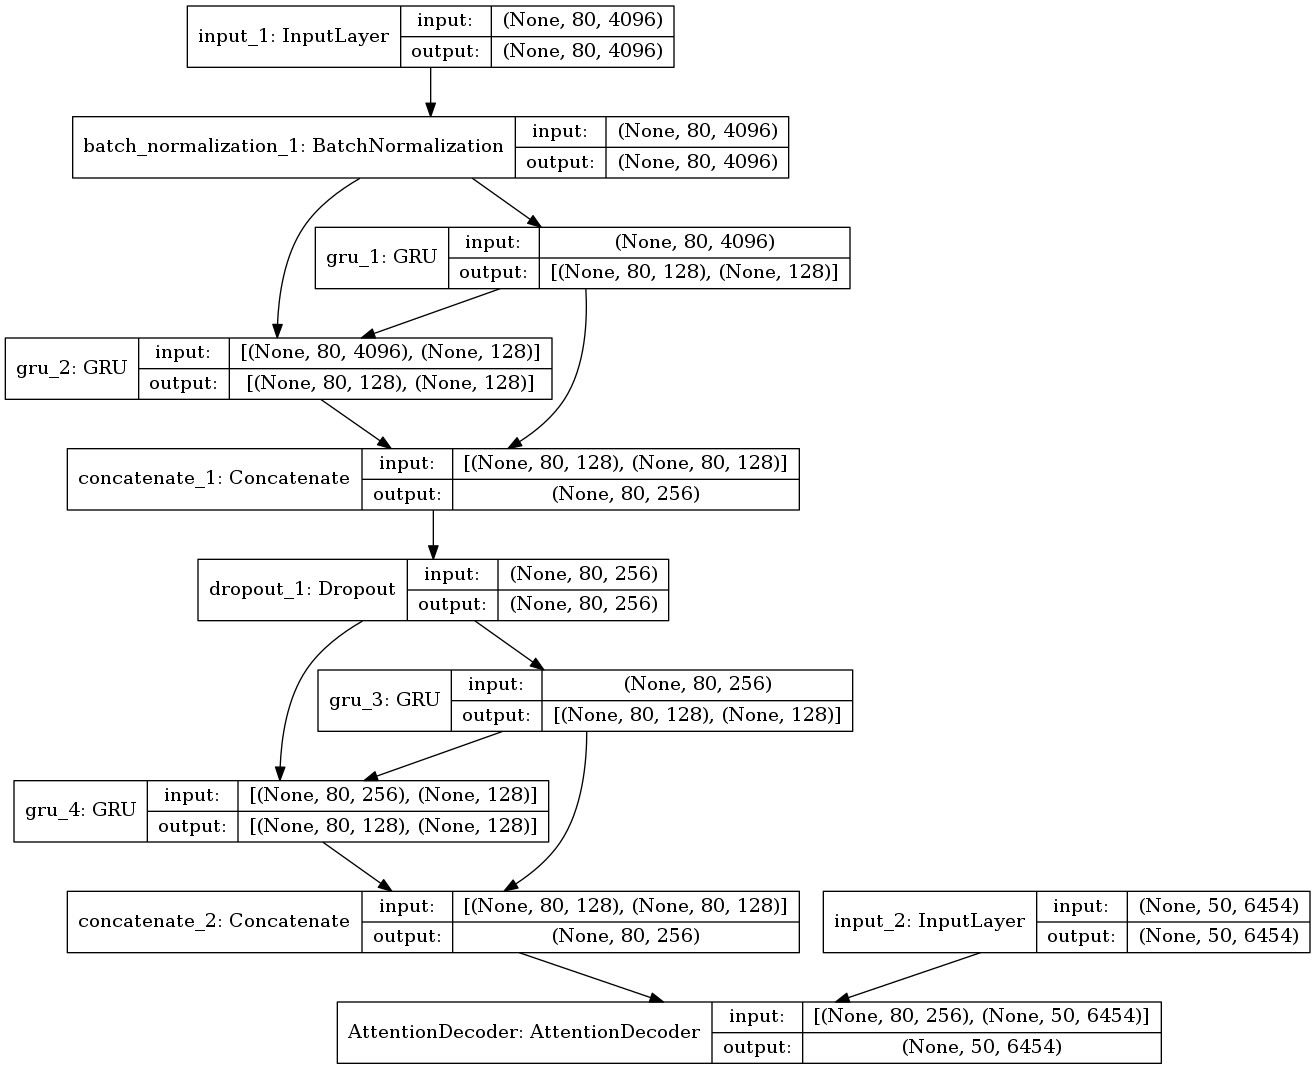 input_1: InputLayer
input: (None, 80, 4096)
output: (None, 80, 4096)
batch_normalization_1: BatchNormalization
input: (None, 80, 4096)
output: (None, 80, 4096)
gru_1: GRU
input: (None, 80, 4096)
output: [(None, 80, 128), (None, 128)]
gru_2: GRU
input: [(None, 80, 4096), (None, 128)]
output: [(None, 80, 128), (None, 128)]
concatenate_1: Concatenate
input: [(None, 80, 128), (None, 80, 128)]
output: (None, 80, 256)
dropout_1: Dropout
input: (None, 80, 256)
output: (None, 80, 256)
gru_3: GRU
input: (None, 80, 256)
output: [(None, 80, 128), (None, 128)]
gru_4: GRU
input: [(None, 80, 256), (None, 128)]
output: [(None, 80, 128), (None, 128)]
concatenate_2: Concatenate
input: [(None, 80, 128), (None, 80, 128)]
output: (None, 80, 256)
input_2: InputLayer
input: (None, 50, 6454)
output: (None, 50, 6454)
AttentionDecoder: AttentionDecoder
input: [(None, 80, 256), (None, 50, 6454)]
output: (None, 50, 6454)